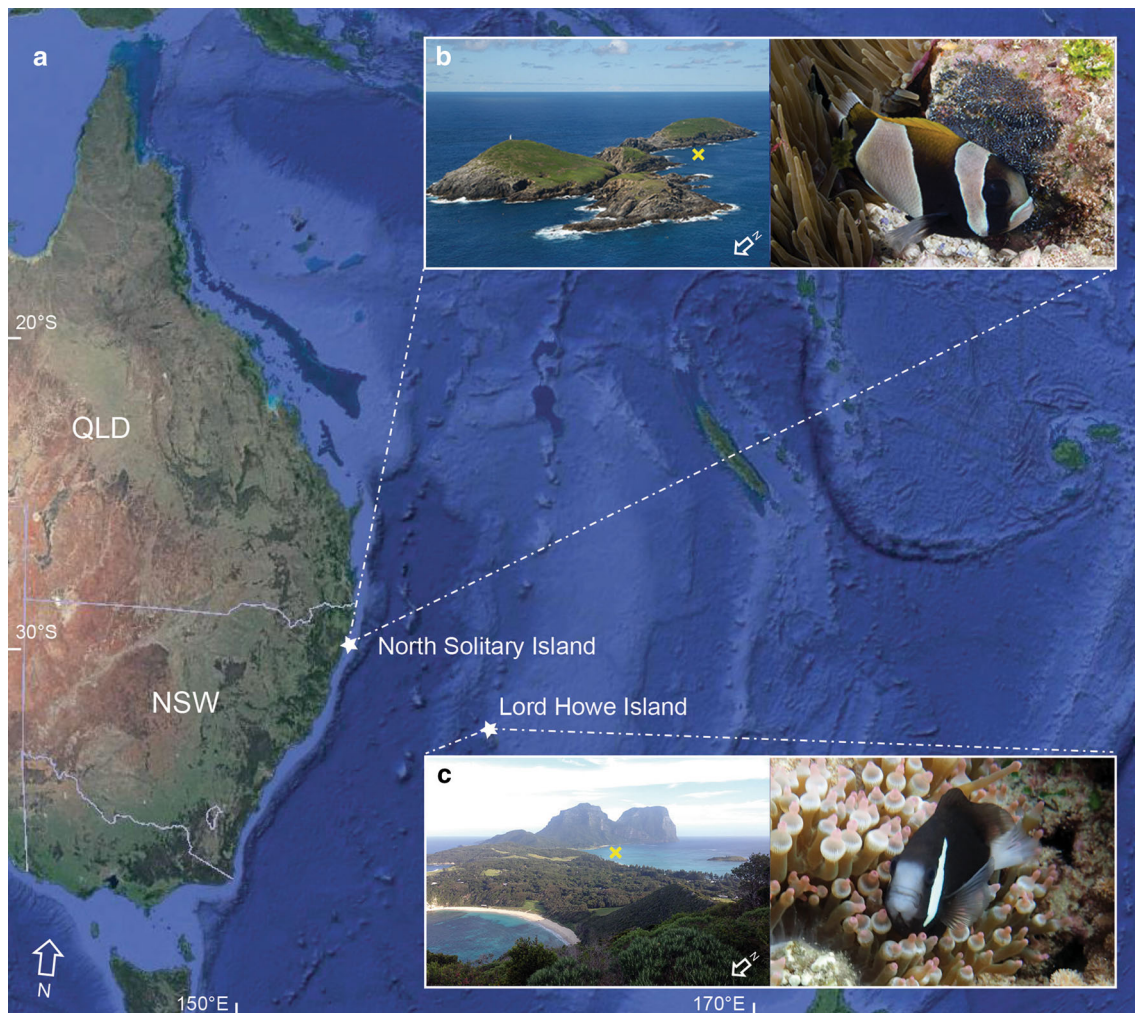 a
b
N
20°S
QLD
30°S
North Solitary Island
NSW
Lord Howe Island
c
N
N
150°E
170°E